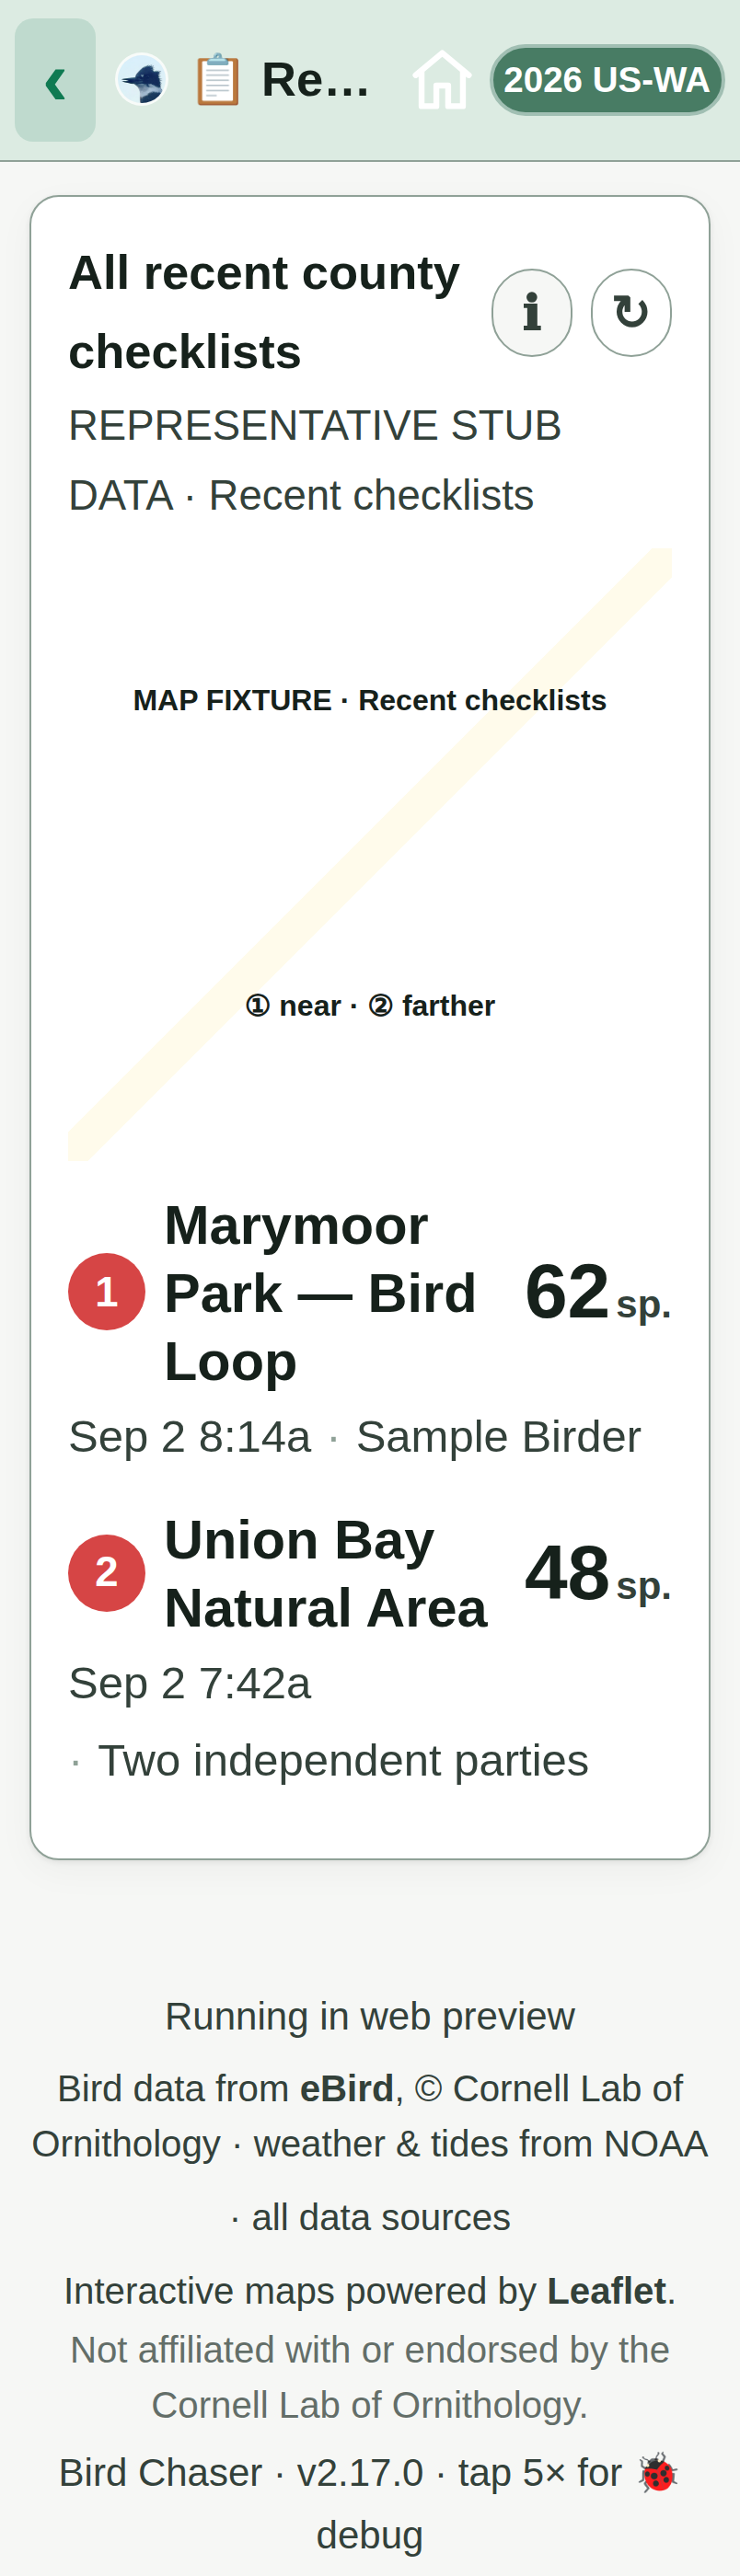 ‹ 📋 Re… 2026 US-WA
All recent county
checklists
ℹ ↻
REPRESENTATIVE STUB
DATA · Recent checklists
MAP FIXTURE · Recent checklists
① near · ② farther
1 Marymoor
Park — Bird
Loop
62 sp.
Sep 2 8:14a · Sample Birder
2 Union Bay
Natural Area
48 sp.
Sep 2 7:42a
· Two independent parties
Running in web preview
Bird data from eBird, © Cornell Lab of
Ornithology · weather & tides from NOAA
· all data sources
Interactive maps powered by Leaflet.
Not affiliated with or endorsed by the
Cornell Lab of Ornithology.
Bird Chaser · v2.17.0 · tap 5× for 🐞
debug